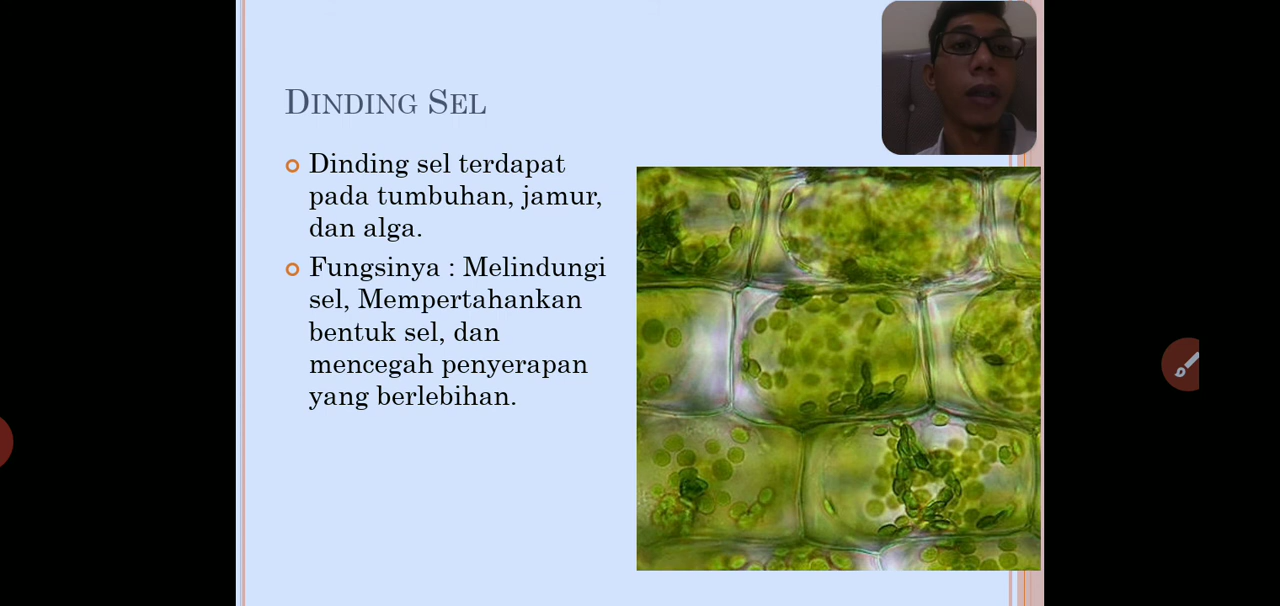 Dinding Sel
Dinding sel terdapat
pada tumbuhan, jamur,
dan alga.
Fungsinya : Melindungi
sel, Mempertahankan
bentuk sel, dan
mencegah penyerapan
yang berlebihan.